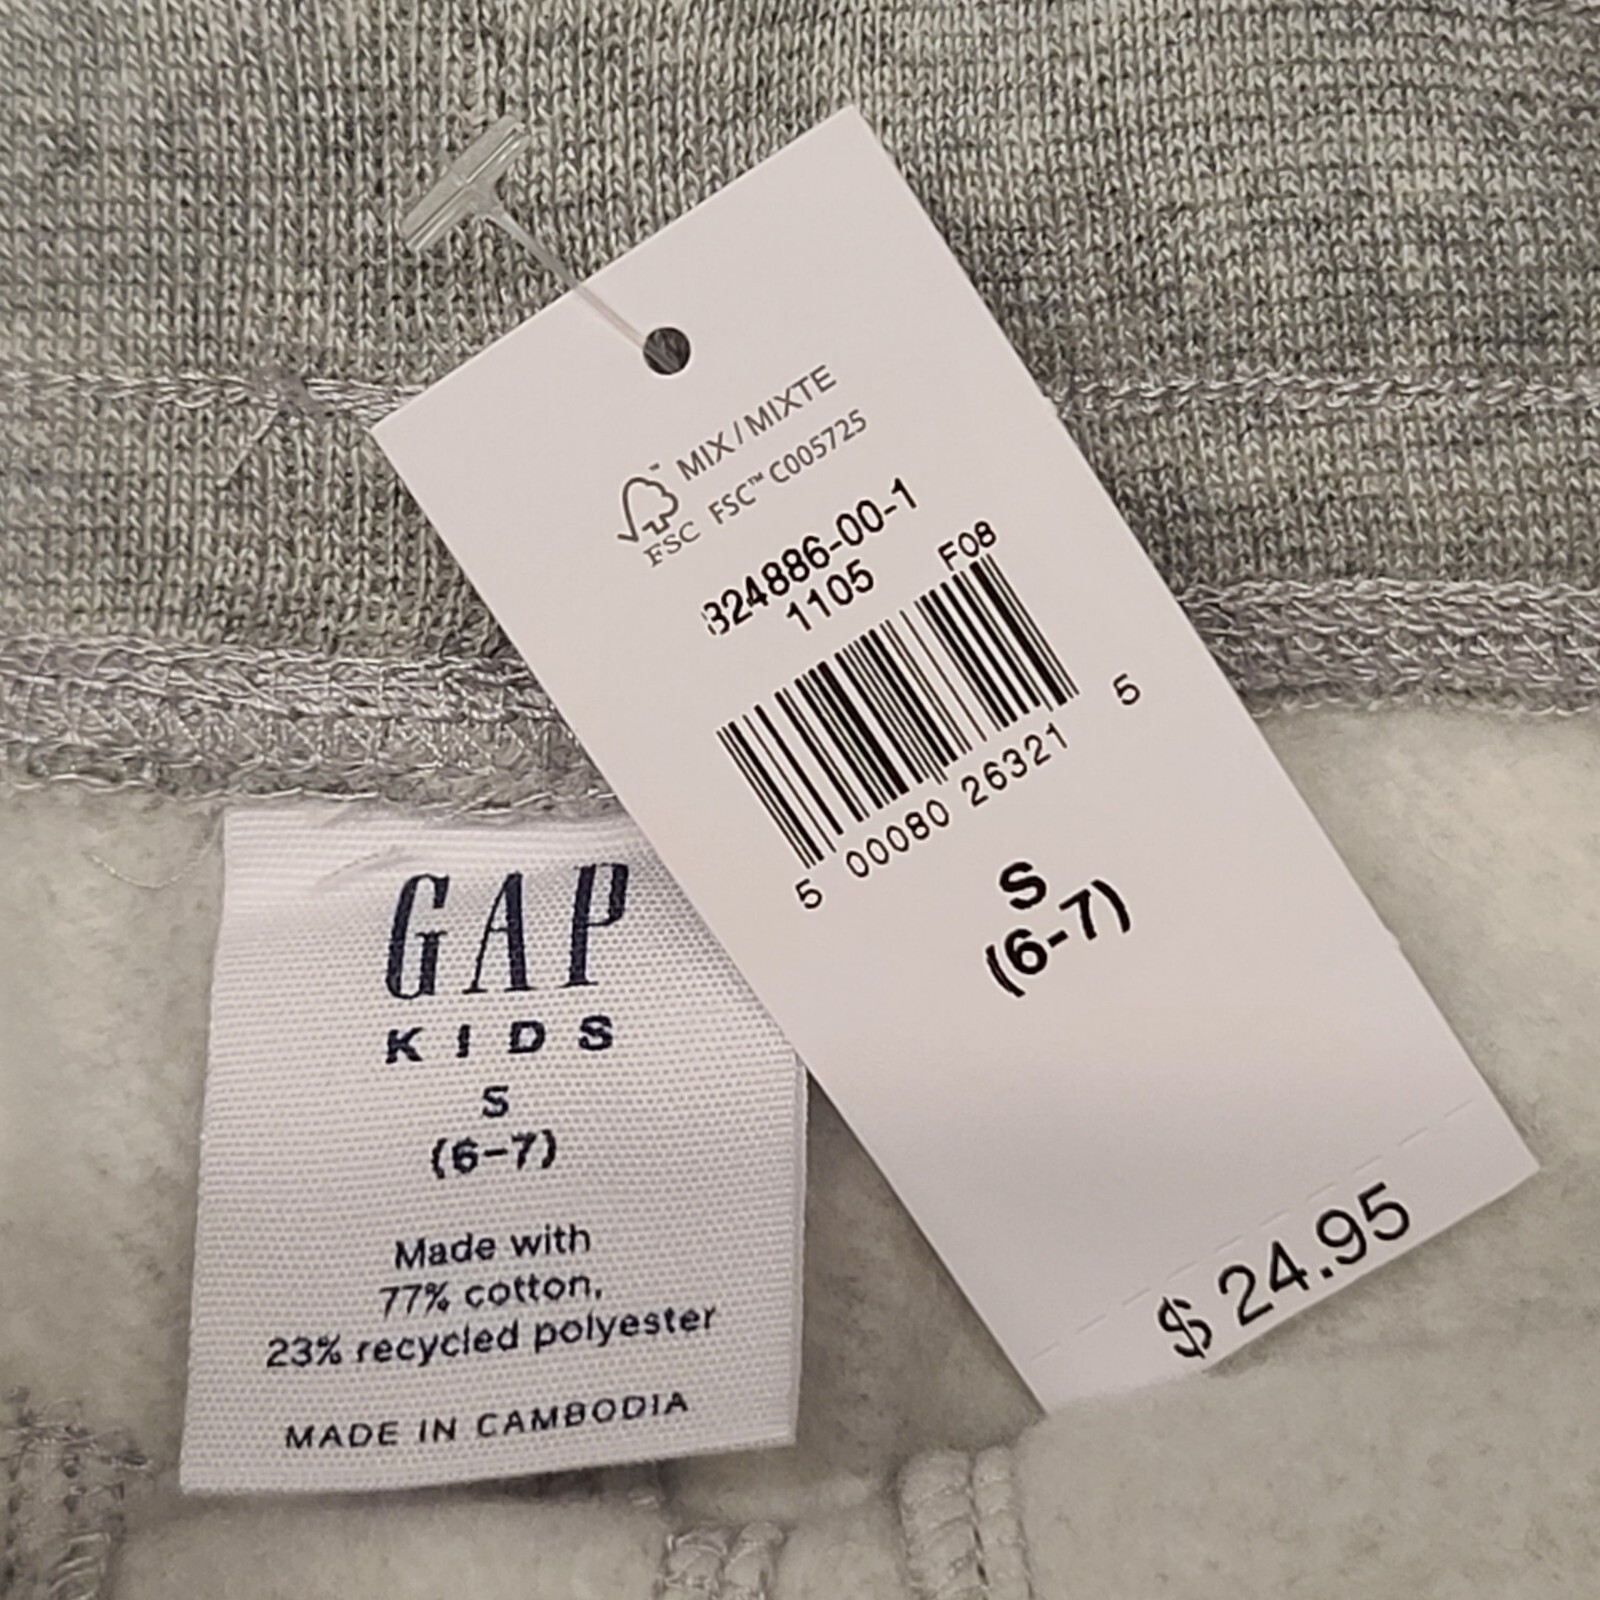 MIX/MIXTE
FSC™ C005725
FSC
324886-00-1
1105
F08
5 00080 26321 5
S
(6-7)
$ 24.95
GAP
KIDS
S
(6-7)
Made with
77% cotton,
23% recycled polyester
MADE IN CAMBODIA